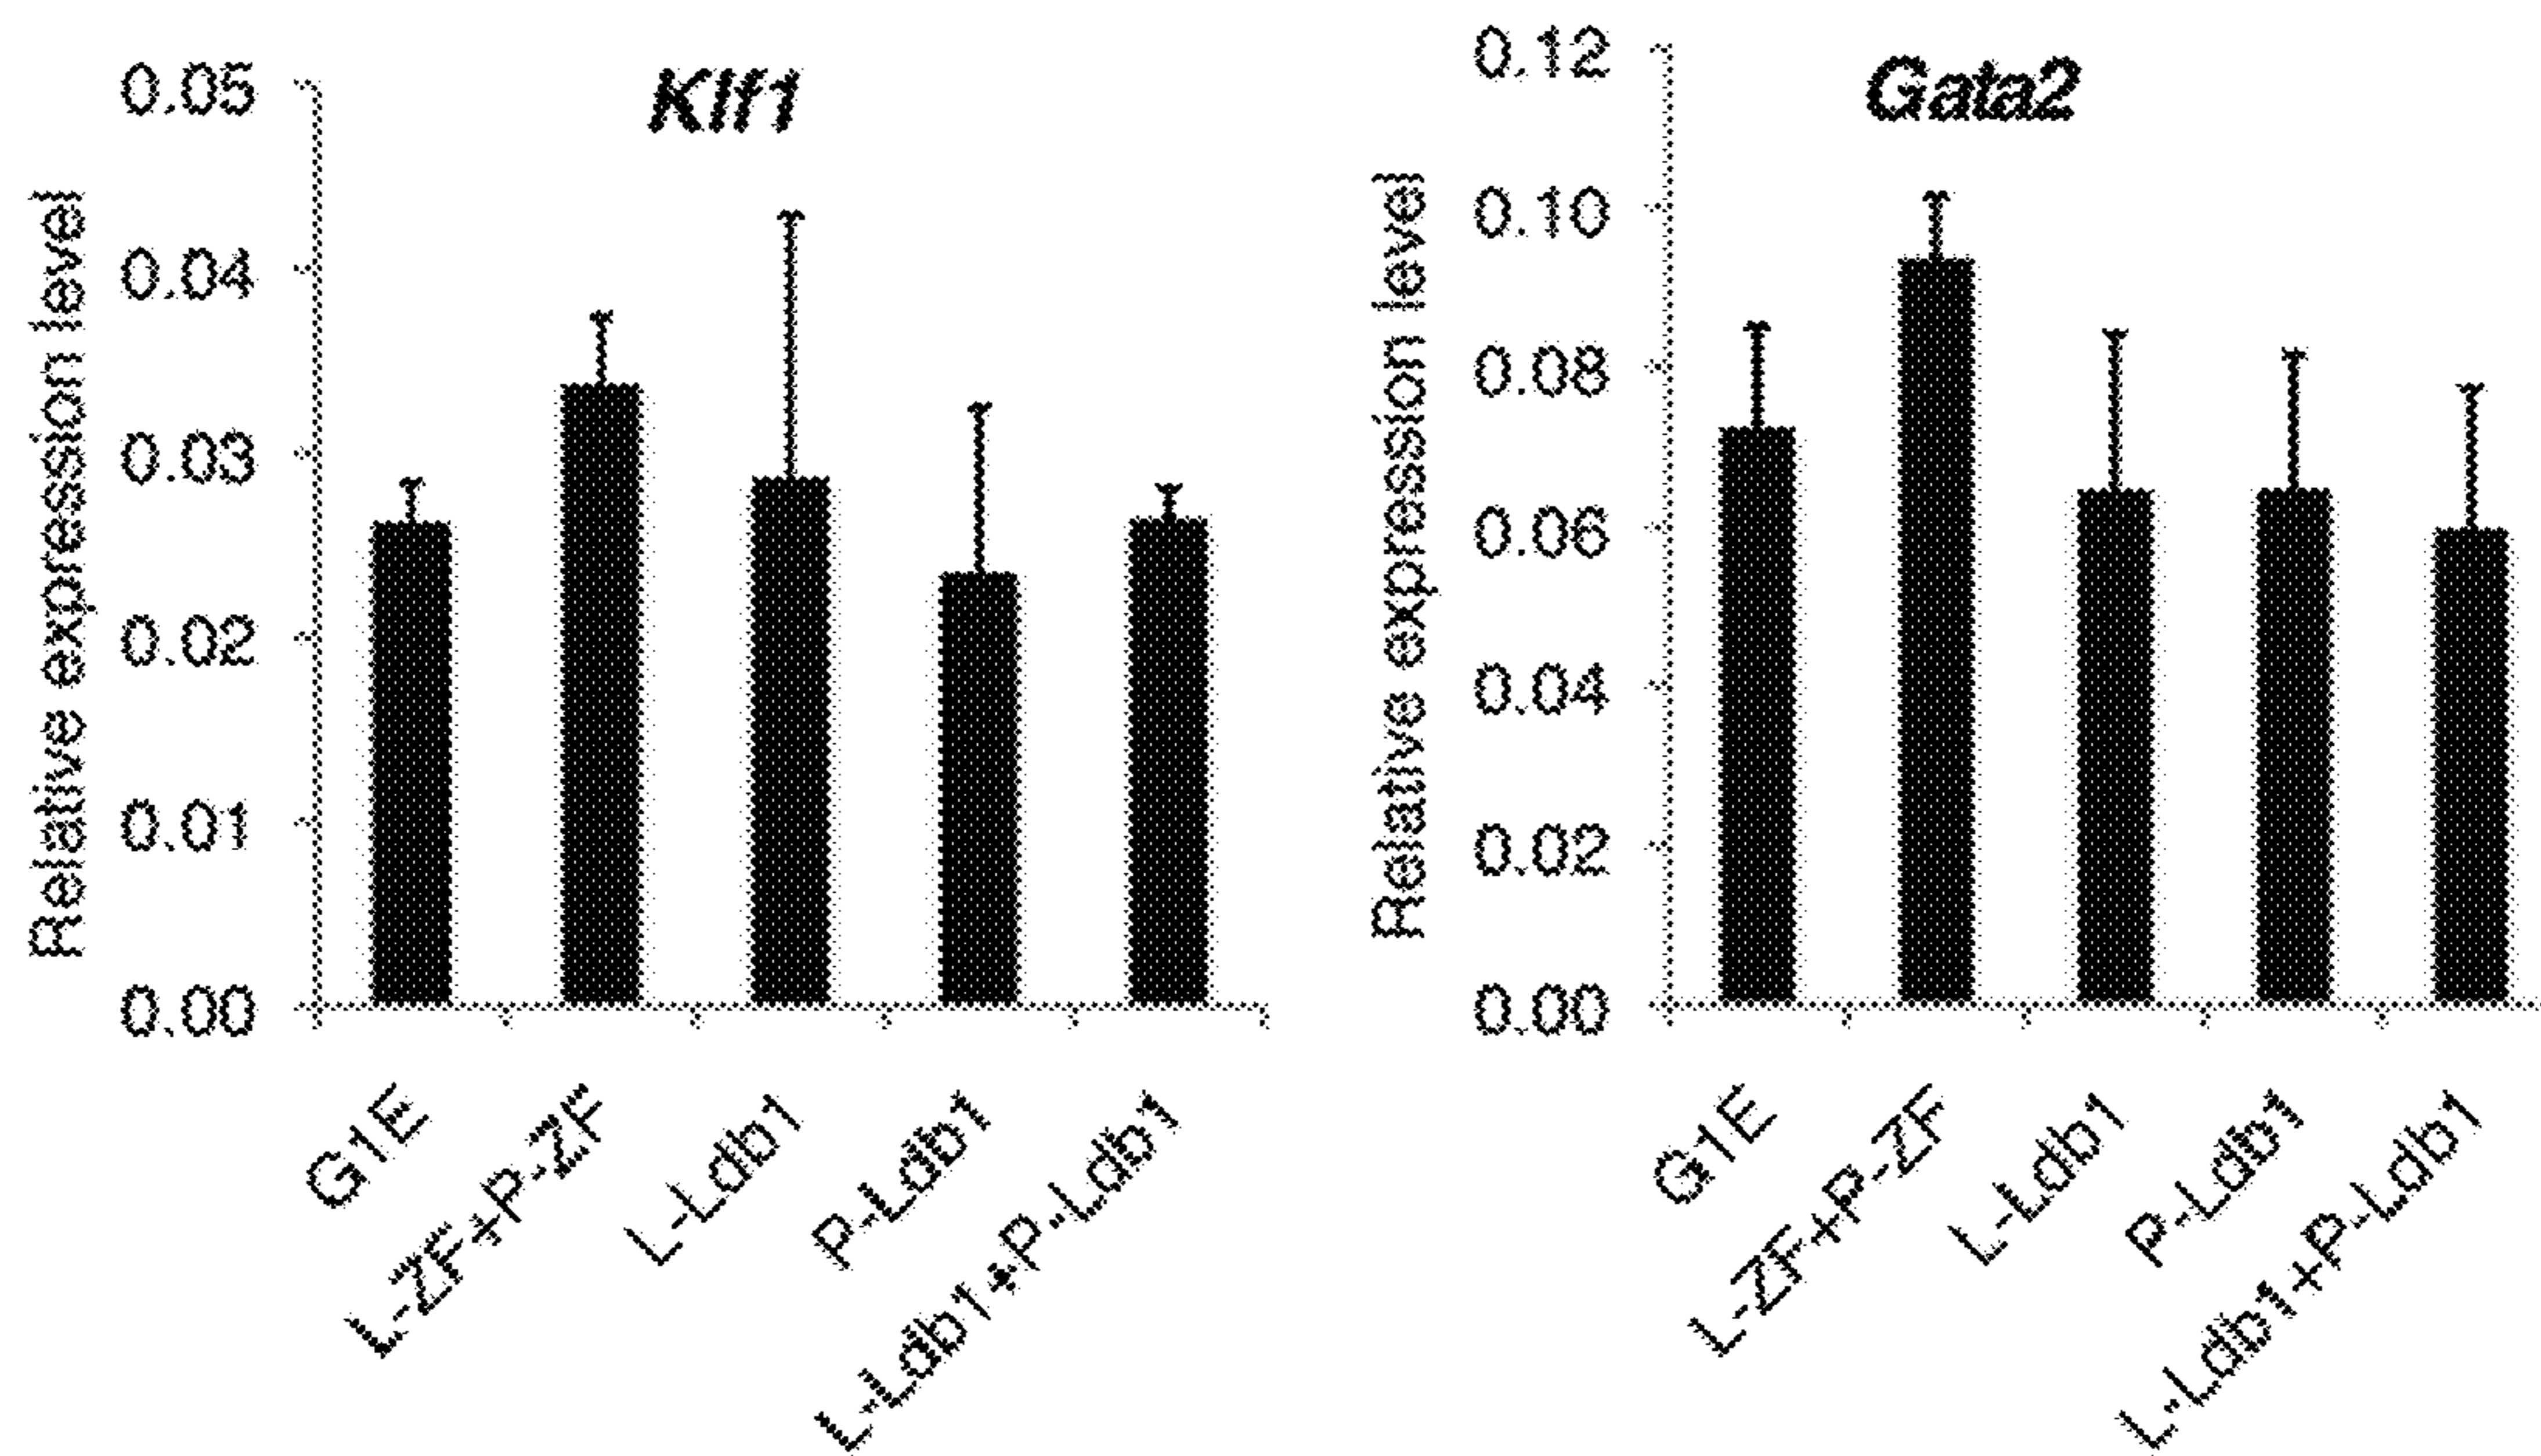 Klf1
Relative expression level
0.05
0.04
0.03
0.02
0.01
0.00
G1E
L-ZF+P-ZF
L-Ldb1
P-Ldb1
L-Ldb1+P-Ldb1
Gata2
Relative expression level
0.12
0.10
0.08
0.06
0.04
0.02
0.00
G1E
L-ZF+P-ZF
L-Ldb1
P-Ldb1
L-Ldb1+P-Ldb1